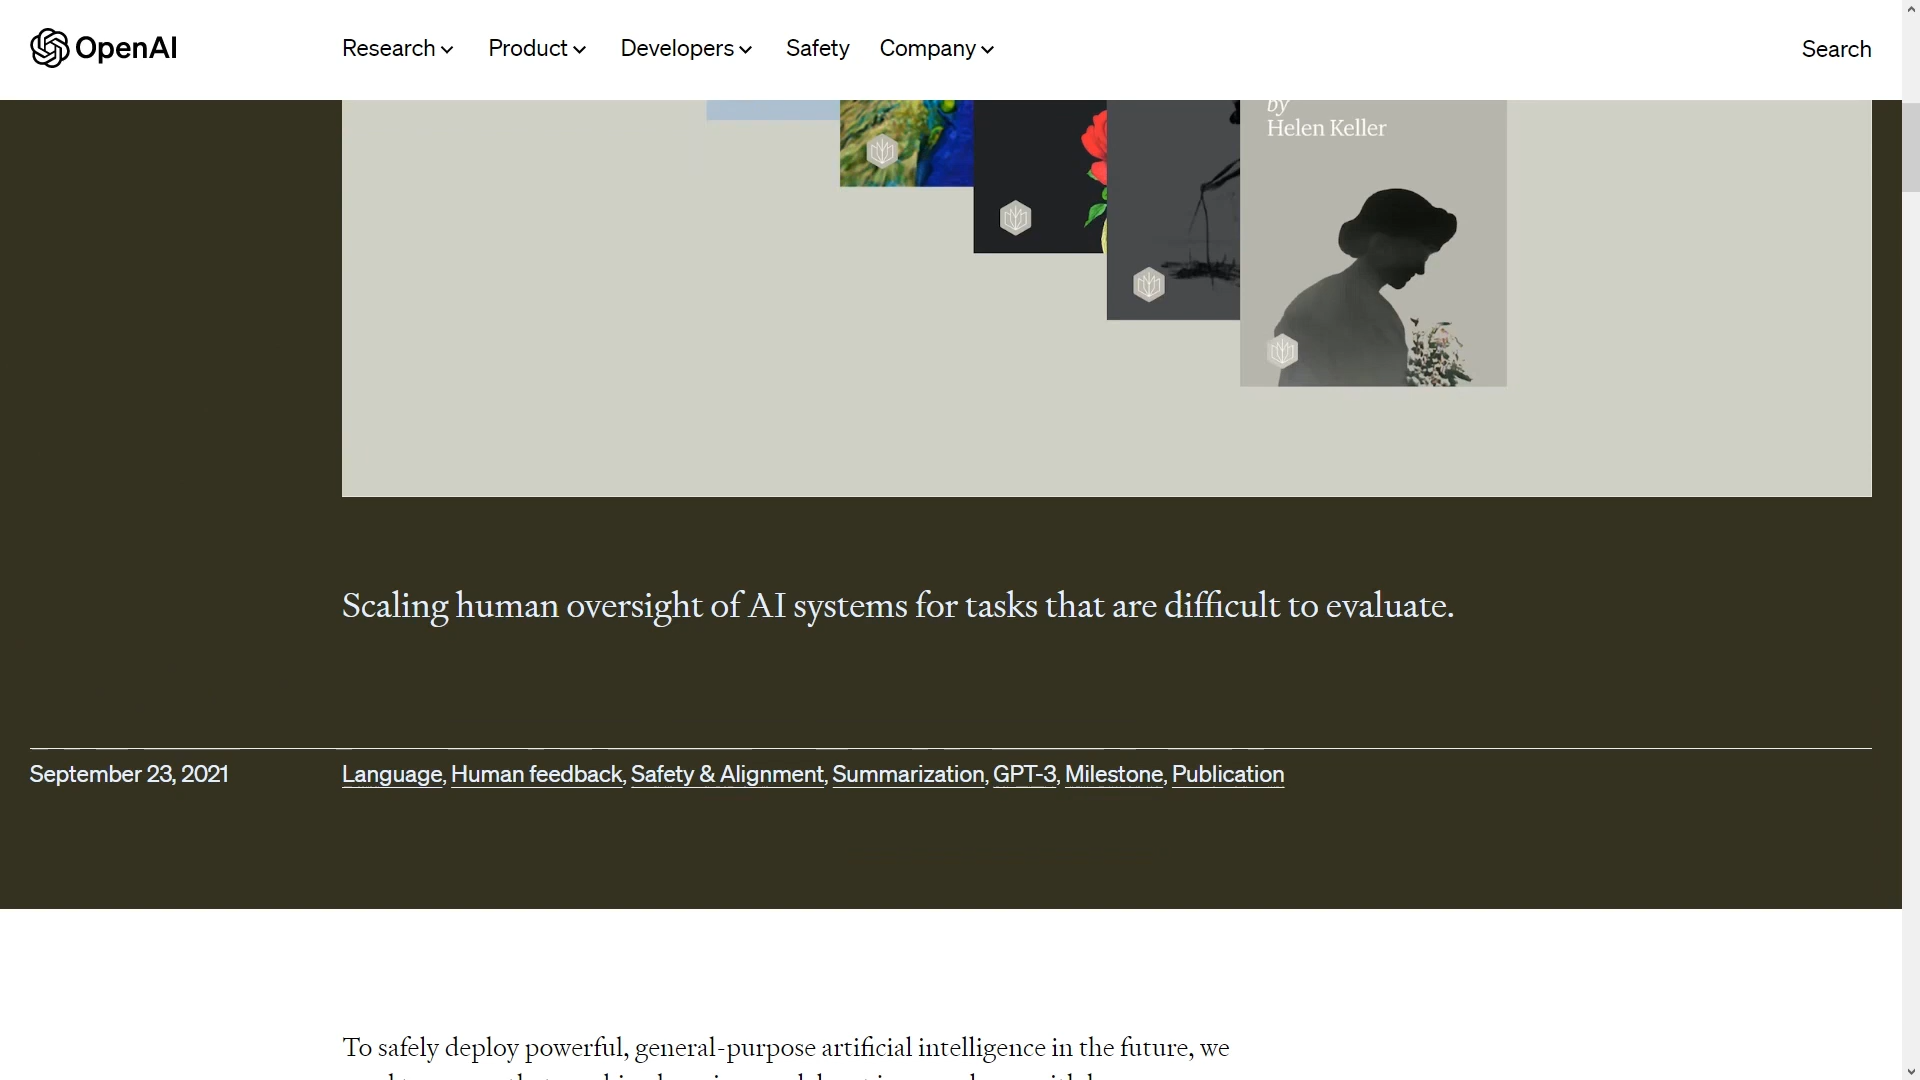 OpenAI
Research Product Developers Safety Company Search
by
Helen Keller
Scaling human oversight of AI systems for tasks that are difficult to evaluate.
September 23, 2021 Language, Human feedback, Safety & Alignment, Summarization, GPT-3, Milestone, Publication
To safely deploy powerful, general-purpose artificial intelligence in the future, we